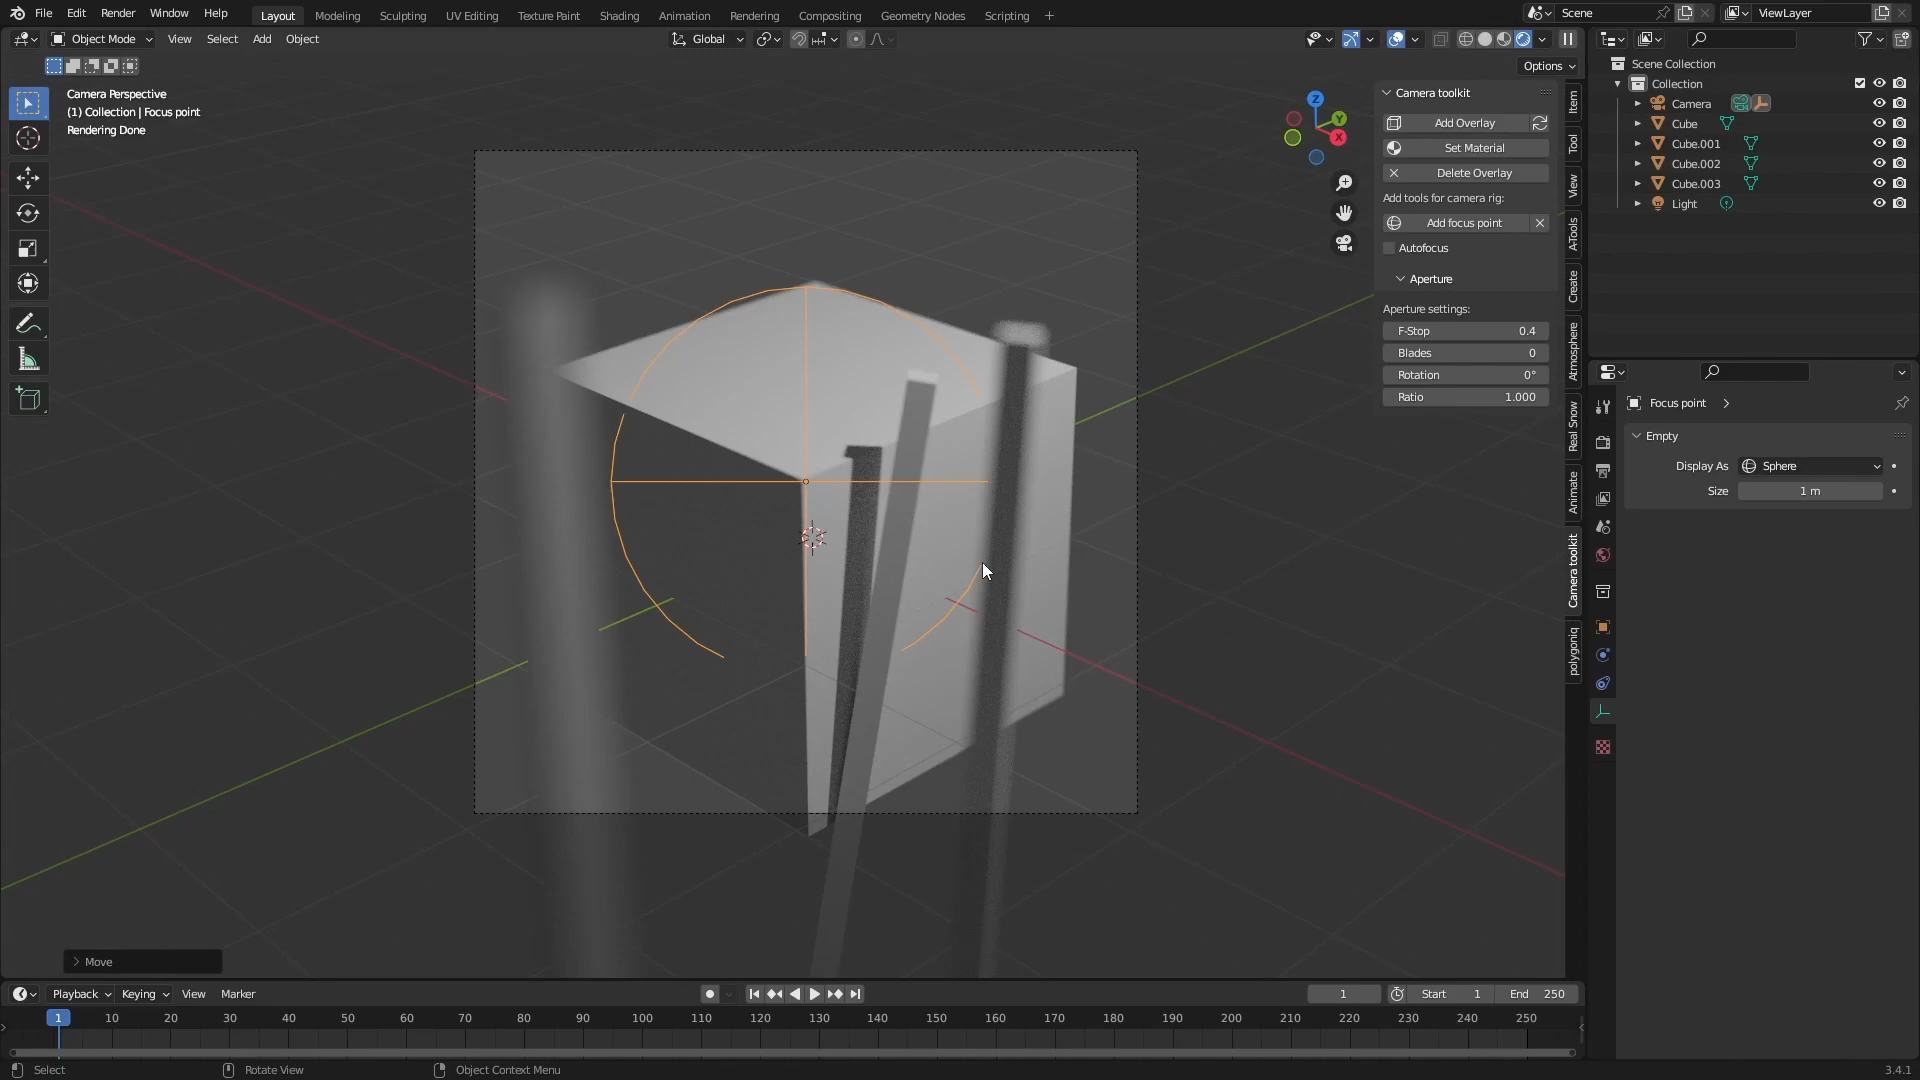 File Edit Render Window Help Layout Modeling Sculpting UV Editing Texture Paint Shading Animation Rendering Compositing Geometry Nodes Scripting + Scene ViewLayer
Object Mode View Select Add Object Global
Options
Camera Perspective
(1) Collection | Focus point
Rendering Done
Z
Y
X
Camera toolkit
Add Overlay
Set Material
Delete Overlay
Add tools for camera rig:
Add focus point
Autofocus
Aperture
Aperture settings:
F-Stop 0.4
Blades 0
Rotation 0°
Ratio 1.000
Item
Tool
View
A-Tools
Create
Atmosphere
Real Snow
Animate
Camera toolkit
polygoniq
Scene Collection
Collection
Camera
Cube
Cube.001
Cube.002
Cube.003
Light
Focus point
Empty
Display As Sphere
Size 1 m
Move
Playback Keying View Marker 1 Start 1 End 250
1 10 20 30 40 50 60 70 80 90 100 110 120 130 140 150 160 170 180 190 200 210 220 230 240 250
Select Rotate View Object Context Menu 3.4.1